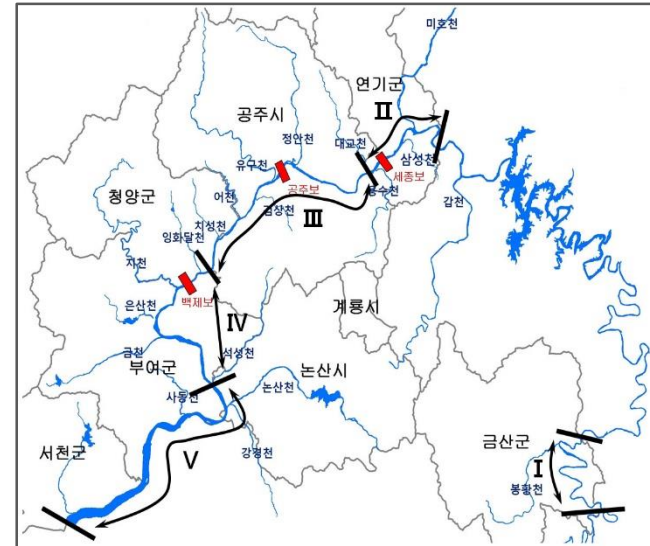 미호천
연기군
II
공주시
정안천
대교천
유구천
삼성천
세종보
공주보
용수천
갑천
어천
청양군
검상천
치성천
III
잉화달천
지천
계룡시
백제보
은산천
IV
금천
석성천
부여군
논산시
사동천
논산천
금산군
서천군
강경천
V
I
봉황천